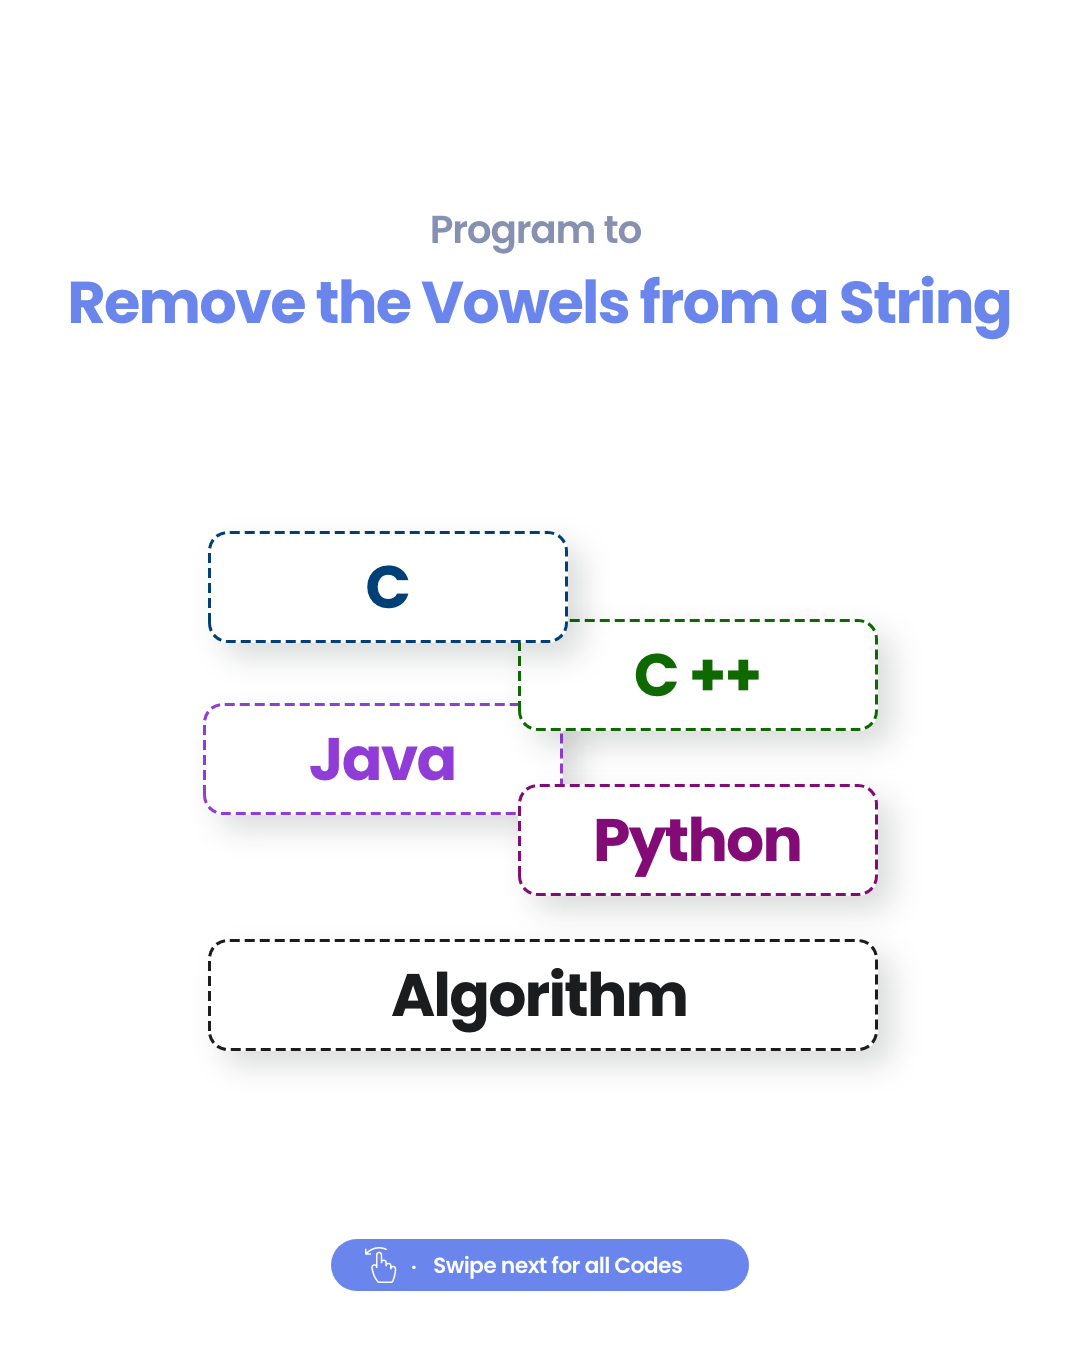 Program to
Remove the Vowels from a String
C
C ++
Java
Python
Algorithm
Swipe next for all Codes